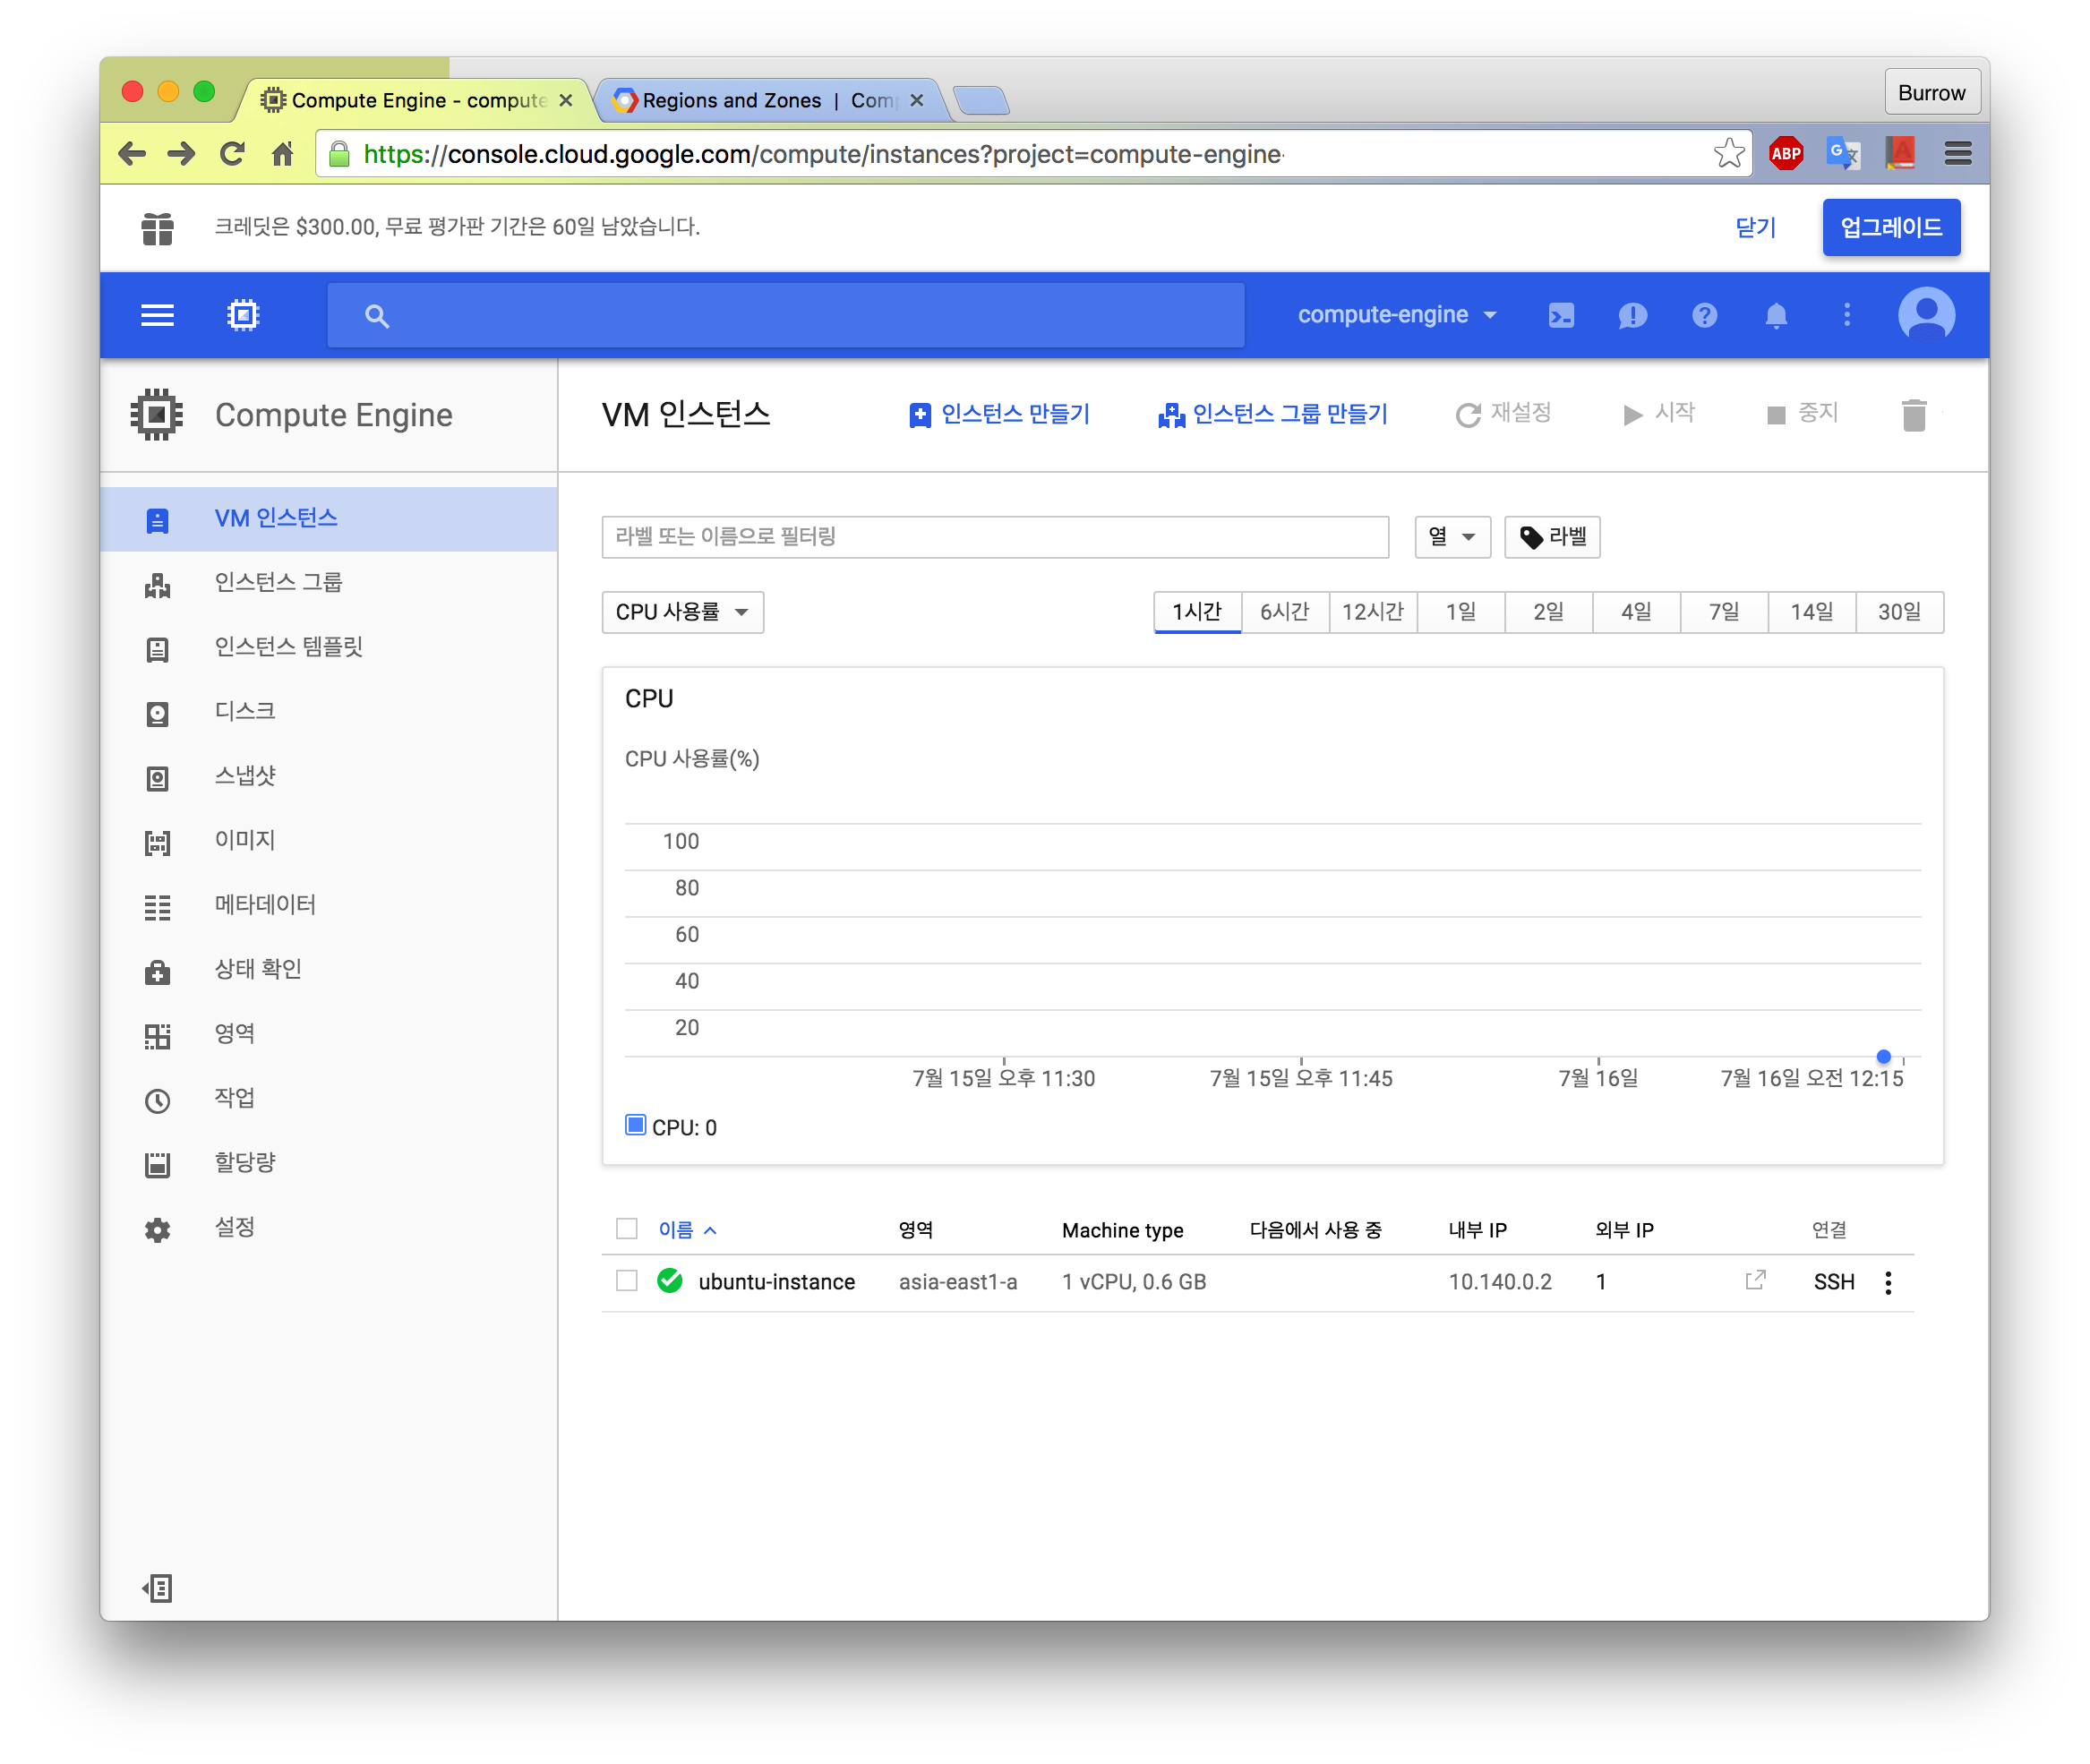 Compute Engine - compute
Regions and Zones | Com
Burrow
https://console.cloud.google.com/compute/instances?project=compute-engine-
ABP
크레딧은 $300.00, 무료 평가판 기간은 60일 남았습니다.
닫기
업그레이드
compute-engine
Compute Engine
VM 인스턴스
인스턴스 만들기
인스턴스 그룹 만들기
재설정
시작
중지
VM 인스턴스
인스턴스 그룹
인스턴스 템플릿
디스크
스냅샷
이미지
메타데이터
상태 확인
영역
작업
할당량
설정
라벨 또는 이름으로 필터링
열
라벨
CPU 사용률
1시간 6시간 12시간 1일 2일 4일 7일 14일 30일
CPU
CPU 사용률(%)
100
80
60
40
20
7월 15일 오후 11:30 7월 15일 오후 11:45 7월 16일 7월 16일 오전 12:15
CPU: 0
이름 영역 Machine type 다음에서 사용 중 내부 IP 외부 IP 연결
ubuntu-instance asia-east1-a 1 vCPU, 0.6 GB 10.140.0.2 1 SSH